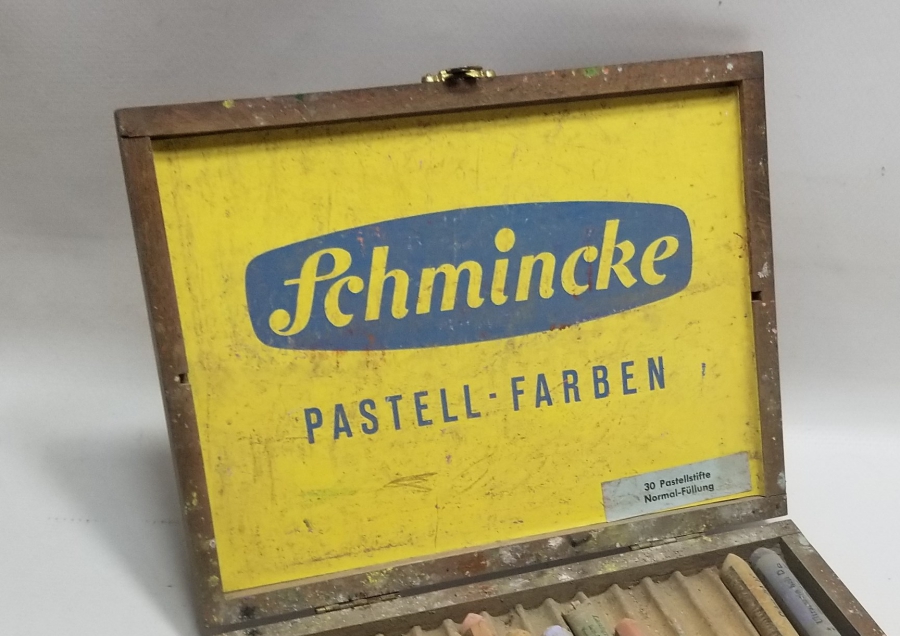 Schmincke
PASTELL-FARBEN
30 Pastellstifte
Normal-Füllung